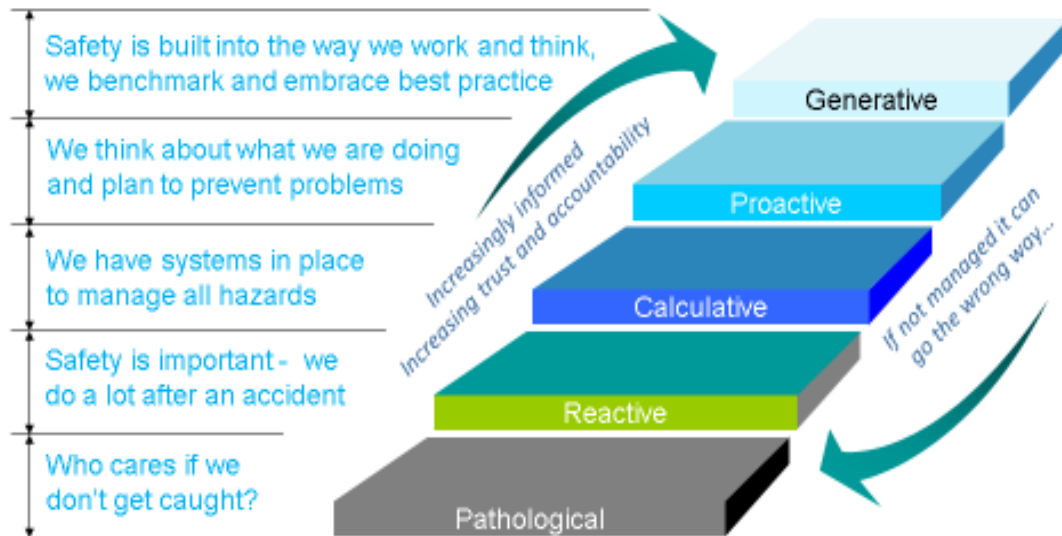 Safety is built into the way we work and think,
we benchmark and embrace best practice
Generative
We think about what we are doing
and plan to prevent problems
Proactive
We have systems in place
to manage all hazards
Calculative
Safety is important - we
do a lot after an accident
Reactive
Who cares if we
don't get caught?
Pathological
Increasingly informed
Increasing trust and accountability
If not managed it can
go the wrong way...